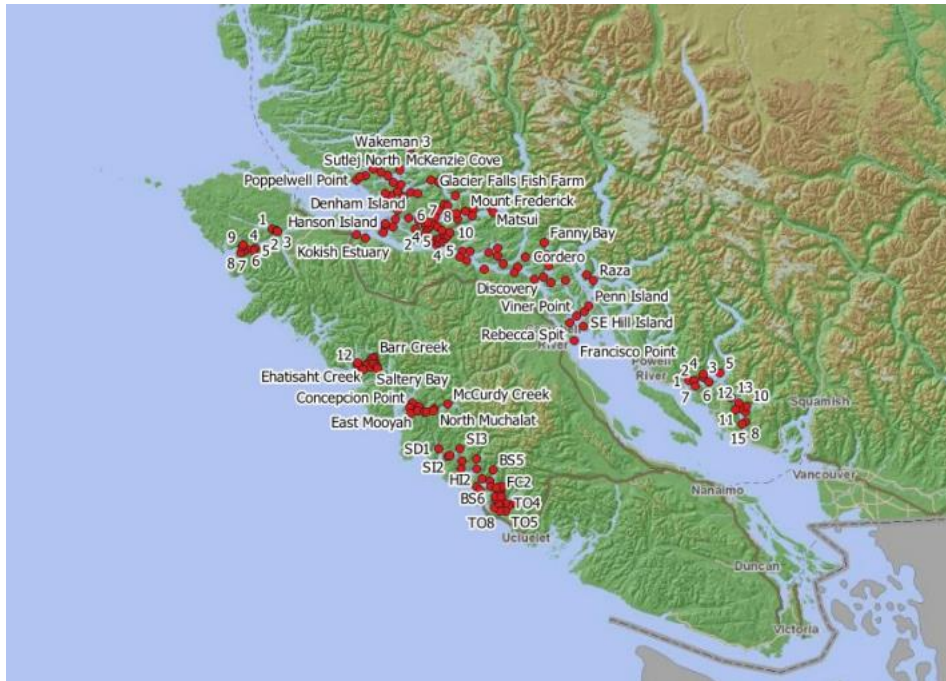 Wakeman 3
Sutlej North McKenzie Cove
Poppelwell Point
Glacier Falls Fish Farm
Denham Island
Mount Frederick
7
6
8
Matsui
Hanson Island
1
10
Fanny Bay
9
4
3
2
4
5
Kokish Estuary
2
5
6
4
5
8
7
Cordero
Discovery
Raza
Viner Point
Penn Island
Rebecca Spit
SE Hill Island
River
Francisco Point
Powell
River
Barr Creek
12
Ehatisaht Creek
Saltery Bay
4
5
2
3
1
6
7
12
13
10
11
15
8
Squamish
Concepcion Point
McCurdy Creek
East Mooyah
North Muchalat
SD1
SI3
SI2
BS5
HI2
FC2
BS6
TO4
TO8
TO5
Ucluelet
Vancouver
Nanaimo
Duncan
Victoria